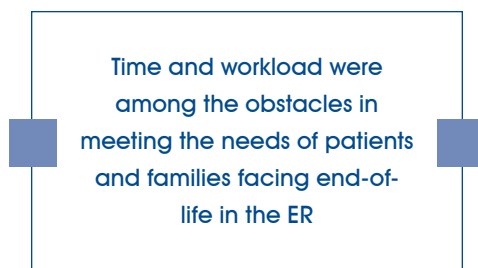 Time and workload were
among the obstacles in
meeting the needs of patients
and families facing end-of-
life in the ER